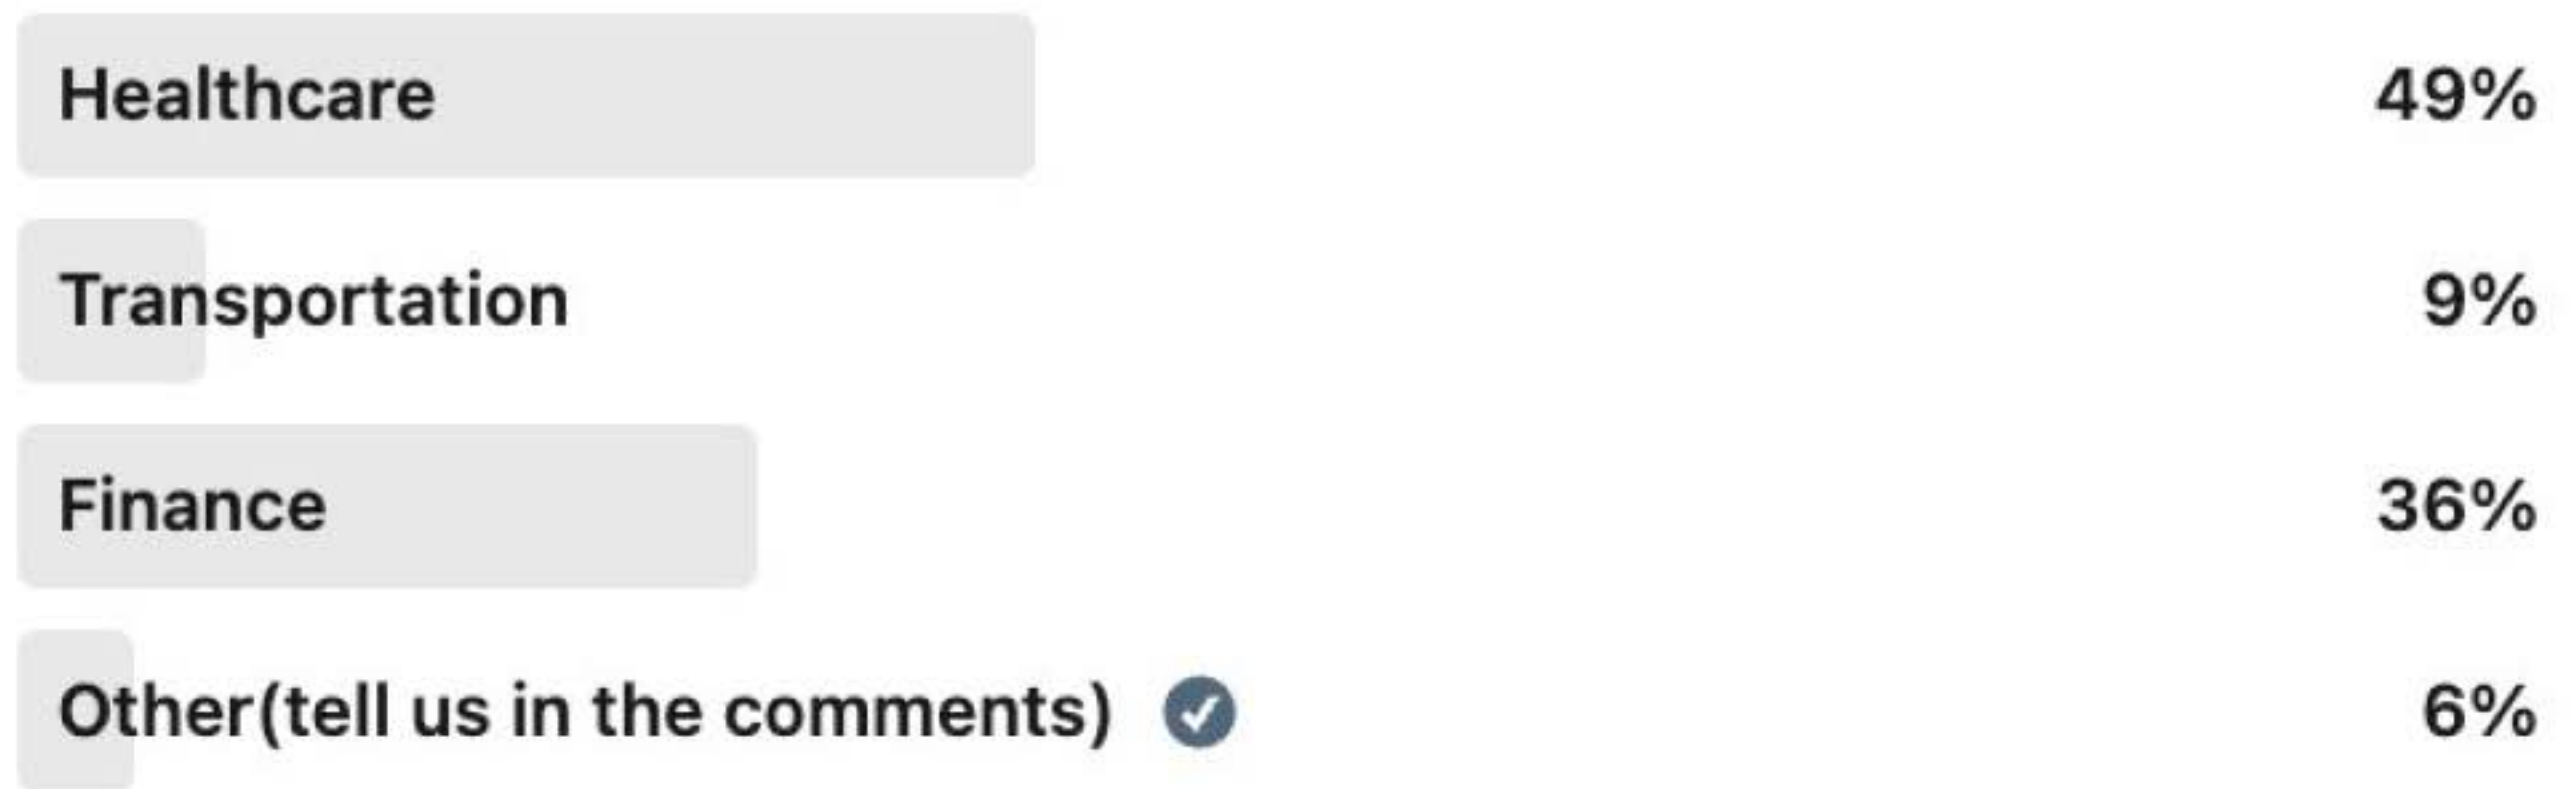 Healthcare 49%
Transportation 9%
Finance 36%
Other(tell us in the comments) 6%